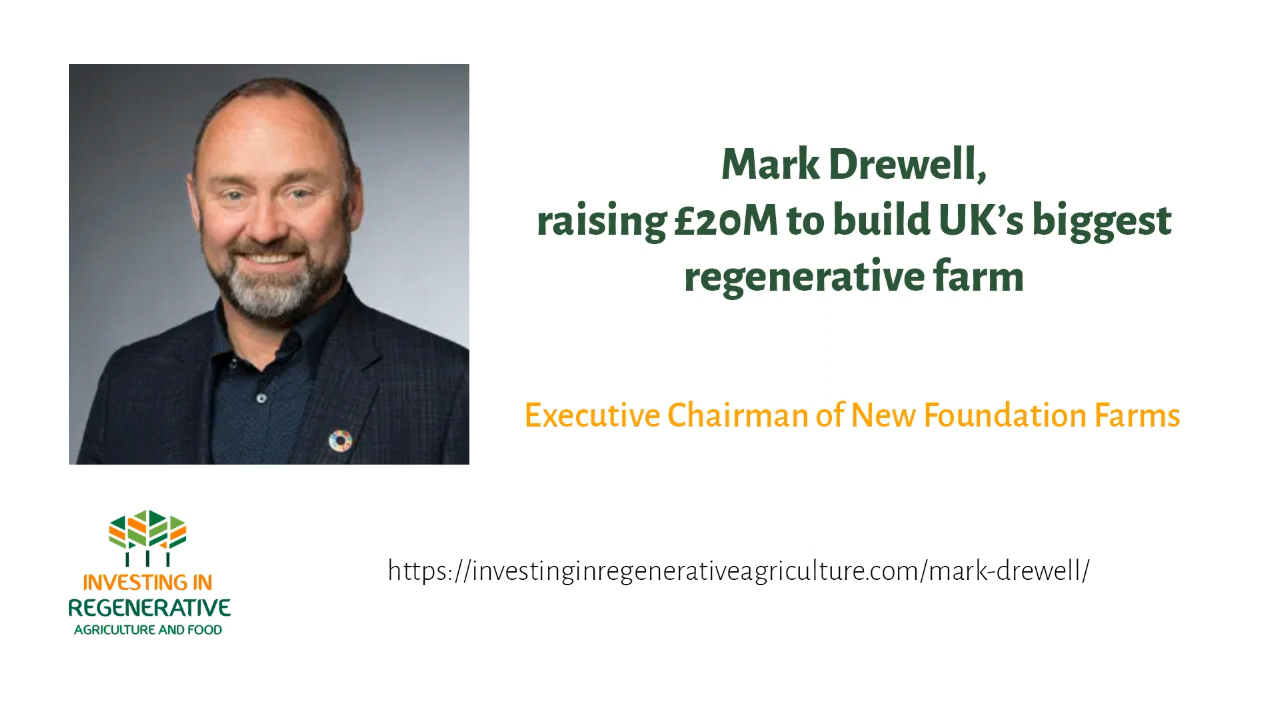 Mark Drewell,
raising £20M to build UK’s biggest
regenerative farm
Executive Chairman of New Foundation Farms
INVESTING IN
REGENERATIVE
AGRICULTURE AND FOOD
https://investinginregenerativeagriculture.com/mark-drewell/